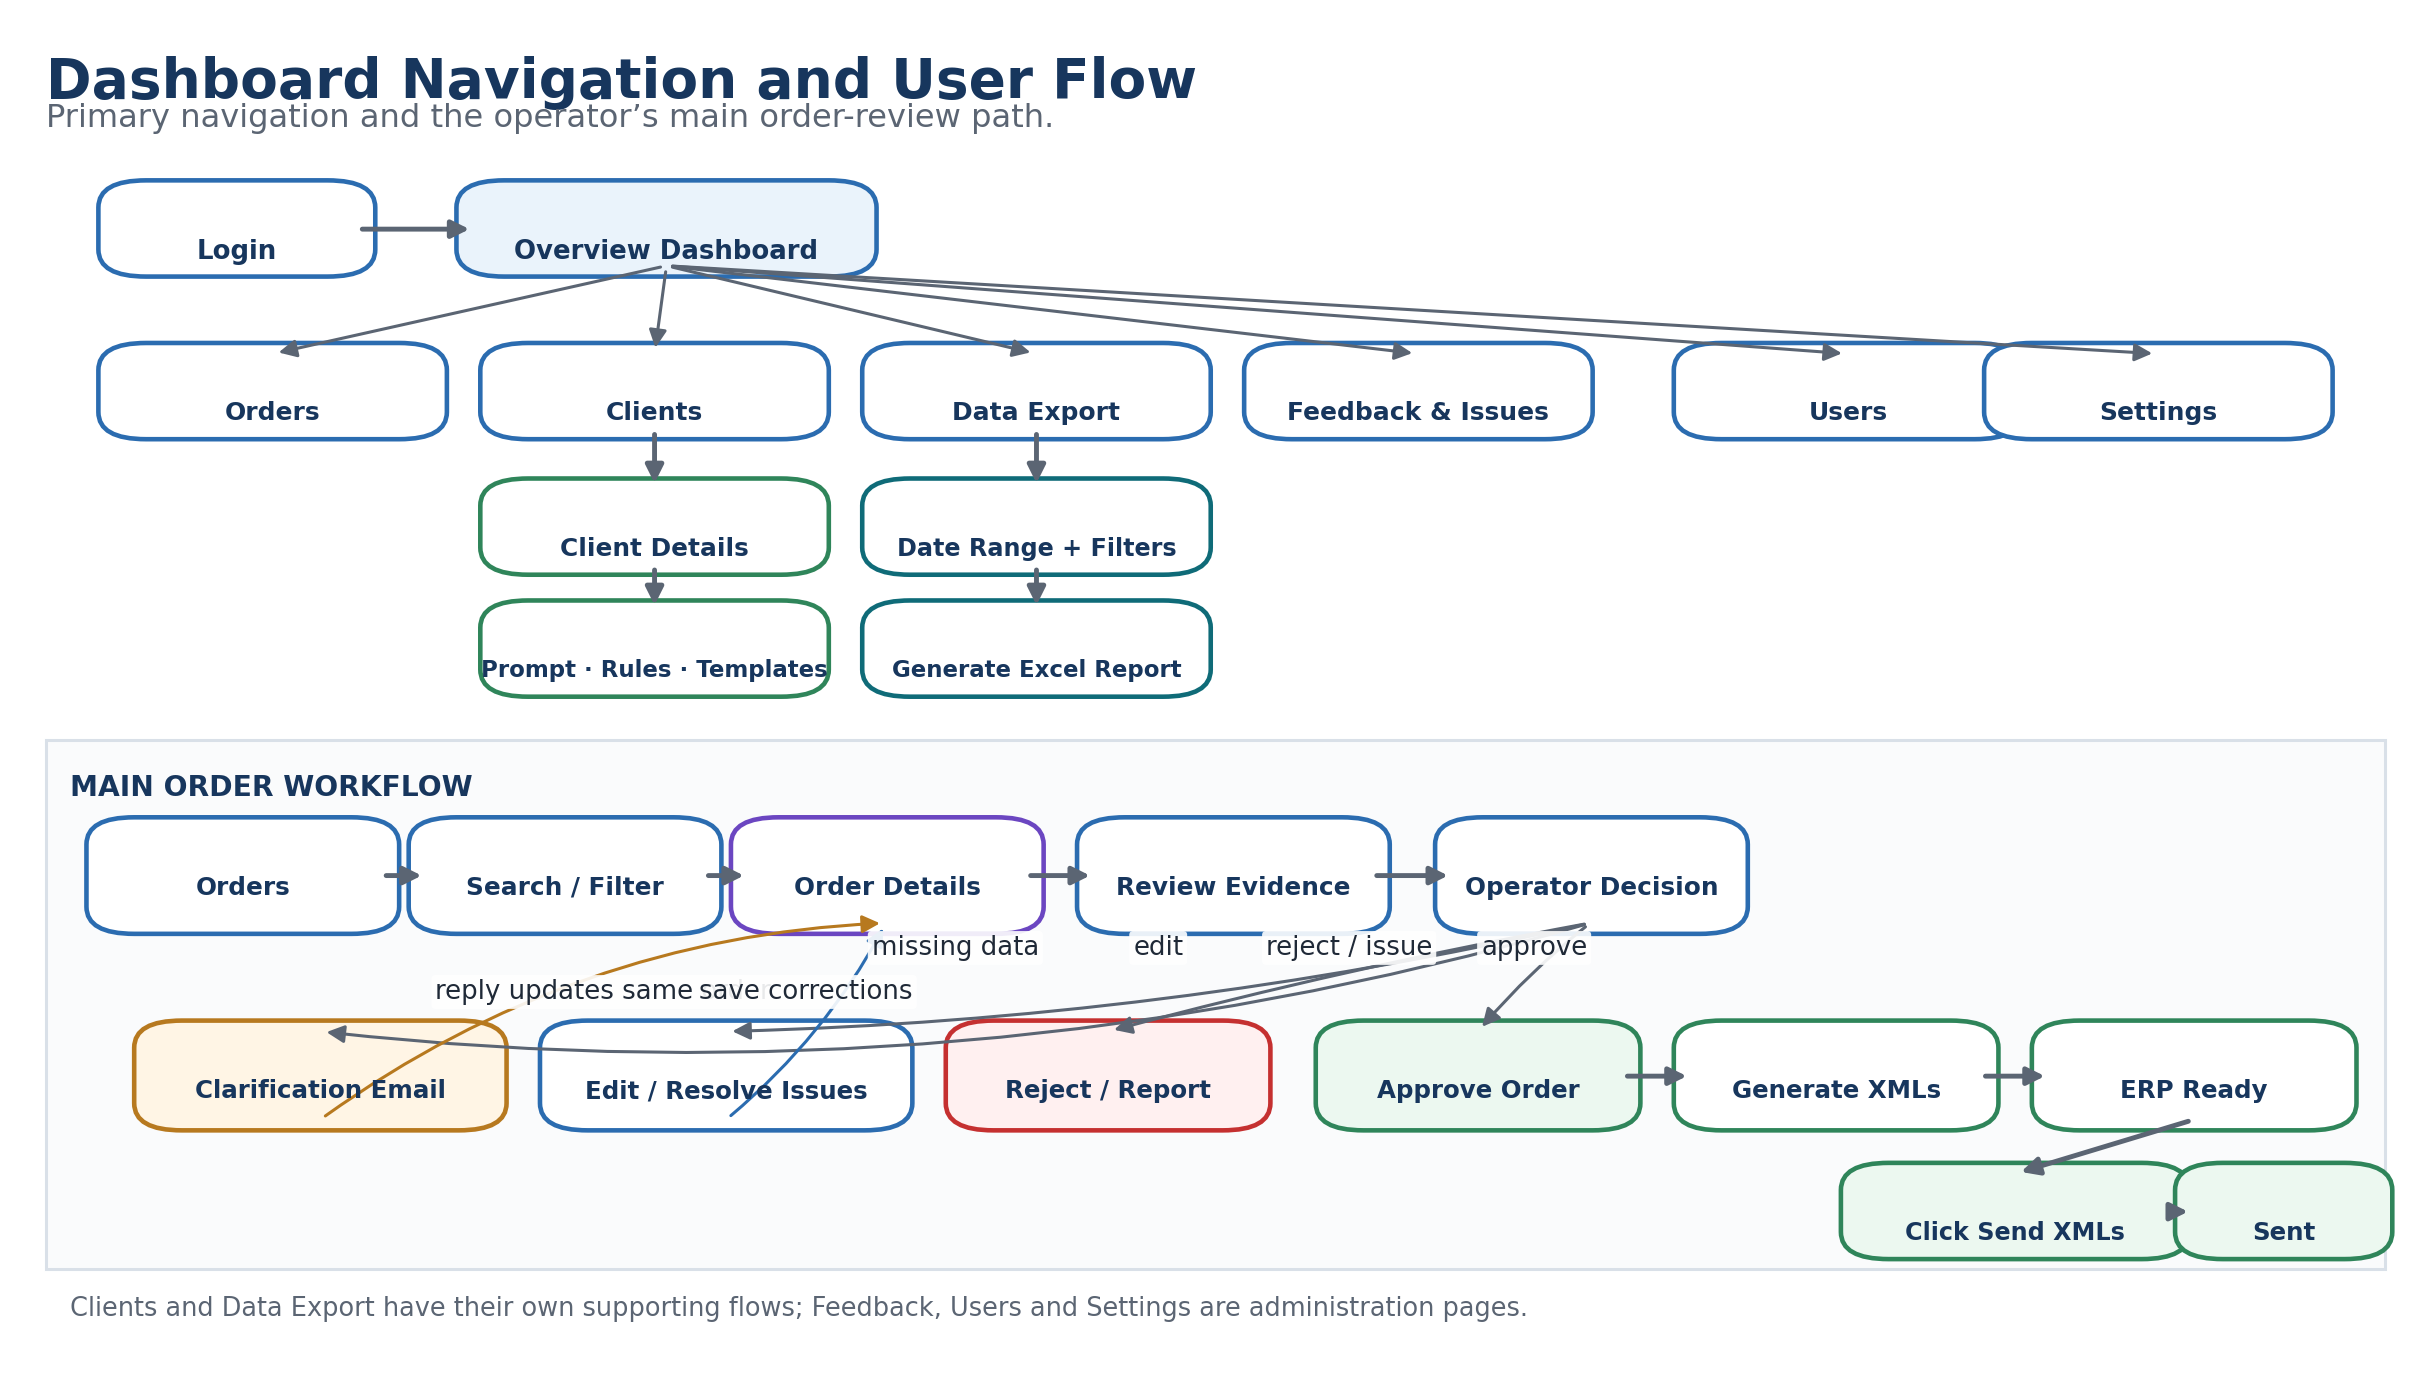 Dashboard Navigation and User Flow
Primary navigation and the operator’s main order-review path.
Login
Overview Dashboard
Orders
Clients
Data Export
Feedback & Issues
Users
Settings
Client Details
Date Range + Filters
Prompt · Rules · Templates
Generate Excel Report
MAIN ORDER WORKFLOW
Orders
Search / Filter
Order Details
Review Evidence
Operator Decision
missing data
edit
reject / issue
approve
reply updates same
save corrections
Clarification Email
Edit / Resolve Issues
Reject / Report
Approve Order
Generate XMLs
ERP Ready
Click Send XMLs
Sent
Clients and Data Export have their own supporting flows; Feedback, Users and Settings are administration pages.